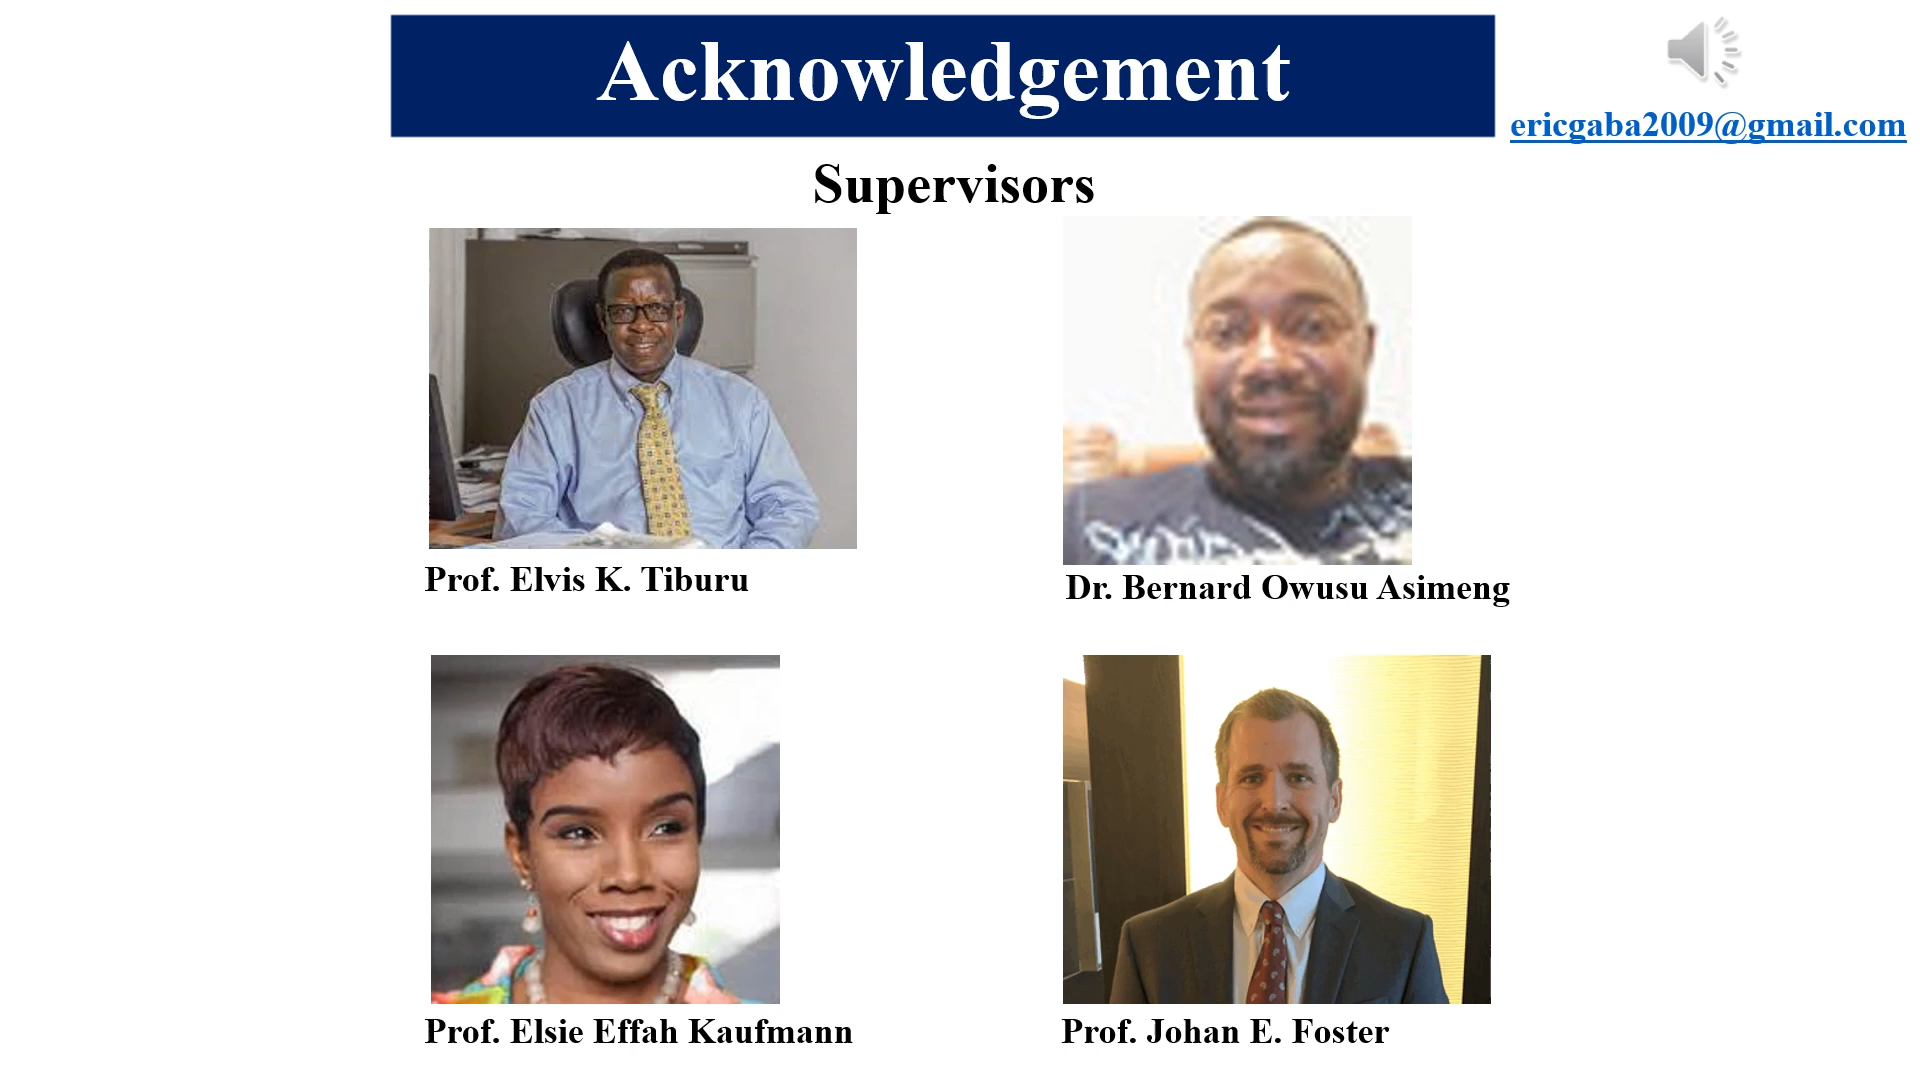 Acknowledgement
ericgaba2009@gmail.com
Supervisors
Prof. Elvis K. Tiburu
Dr. Bernard Owusu Asimeng
Prof. Elsie Effah Kaufmann
Prof. Johan E. Foster